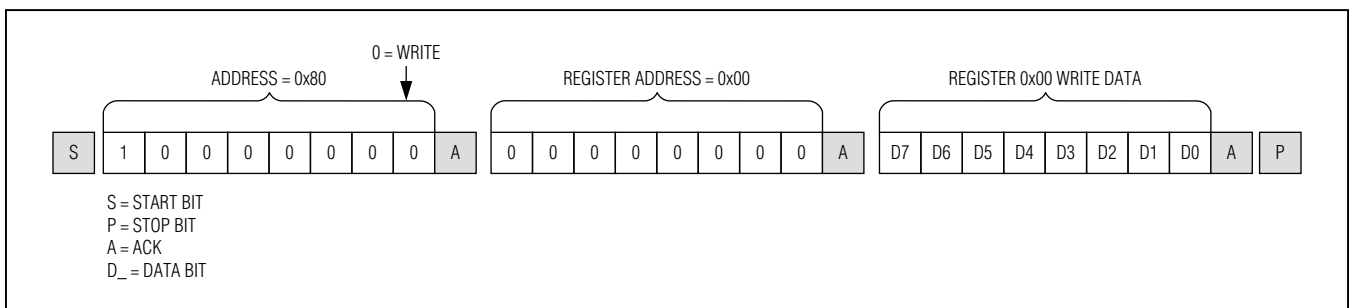 0 = WRITE
ADDRESS = 0x80 REGISTER ADDRESS = 0x00 REGISTER 0x00 WRITE DATA
S 1 0 0 0 0 0 0 0 A 0 0 0 0 0 0 0 0 A D7 D6 D5 D4 D3 D2 D1 D0 A P
S = START BIT
P = STOP BIT
A = ACK
D_ = DATA BIT